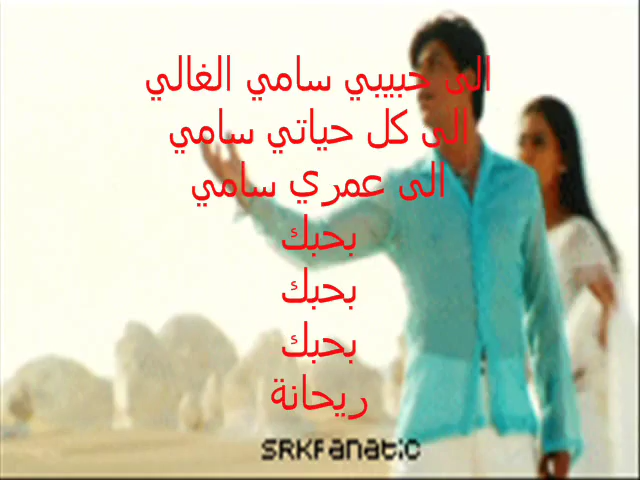 الى حبيبي سامي الغالي
الى كل حياتي سامي
الى عمري سامي
بحبك
بحبك
بحبك
ريحانة
SRKFanatic